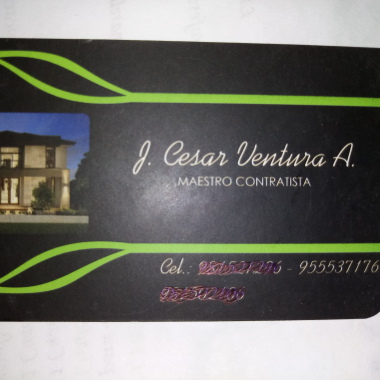 J. Cesar Ventura A.
MAESTRO CONTRATISTA
Cel.: - 955537176